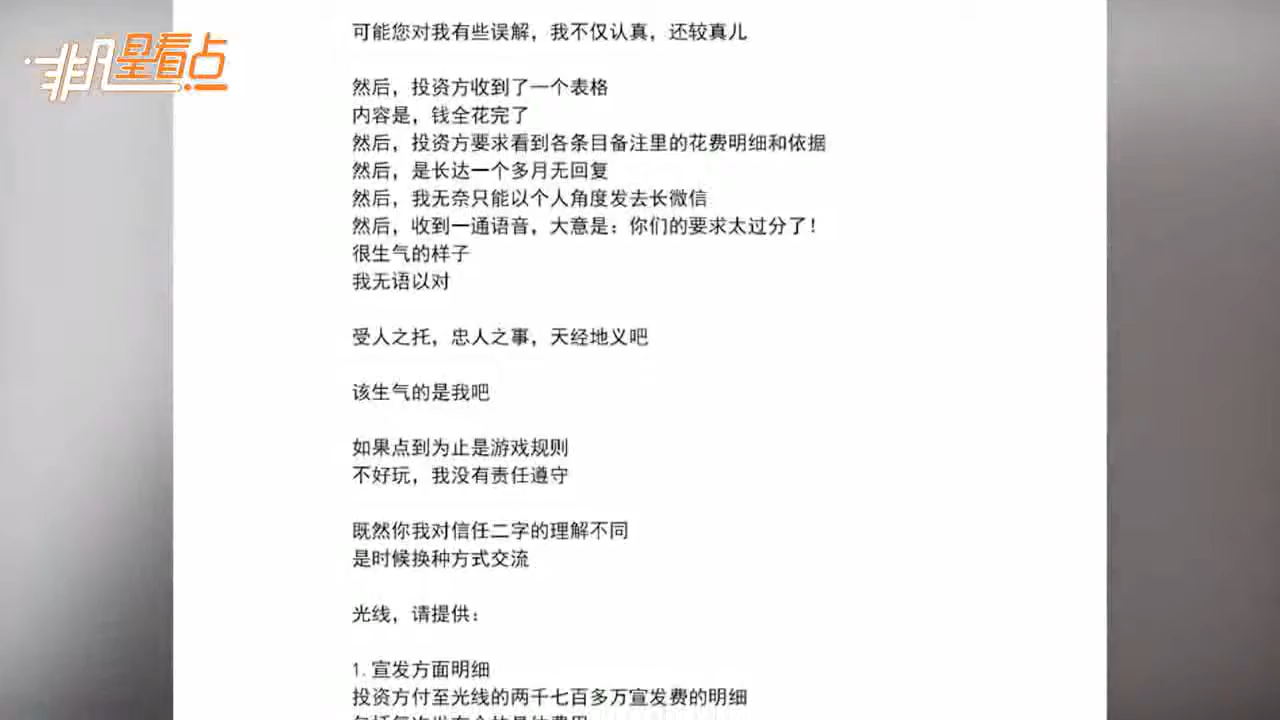 非凡星看点
可能您对我有些误解，我不仅认真，还较真儿
然后，投资方收到了一个表格
内容是，钱全花完了
然后，投资方要求看到各条目备注里的花费明细和依据
然后，是长达一个多月无回复
然后，我无奈只能以个人角度发去长微信
然后，收到一通语音，大意是：你们的要求太过分了！
很生气的样子
我无语以对
受人之托，忠人之事，天经地义吧
该生气的是我吧
如果点到为止是游戏规则
不好玩，我没有责任遵守
既然你我对信任二字的理解不同
是时候换种方式交流
光线，请提供：
1.宣发方面明细
投资方付至光线的两千七百多万宣发费的明细